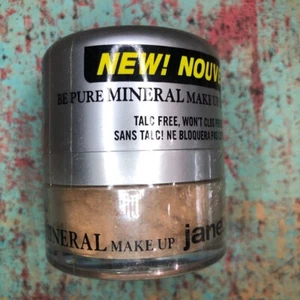 NEW! NOUV
BE PURE MINERAL MAKE UP
TALC FREE, WON'T CLOG
SANS TALC! NE BLOQUERA PAS
MINERAL MAKE UP jane